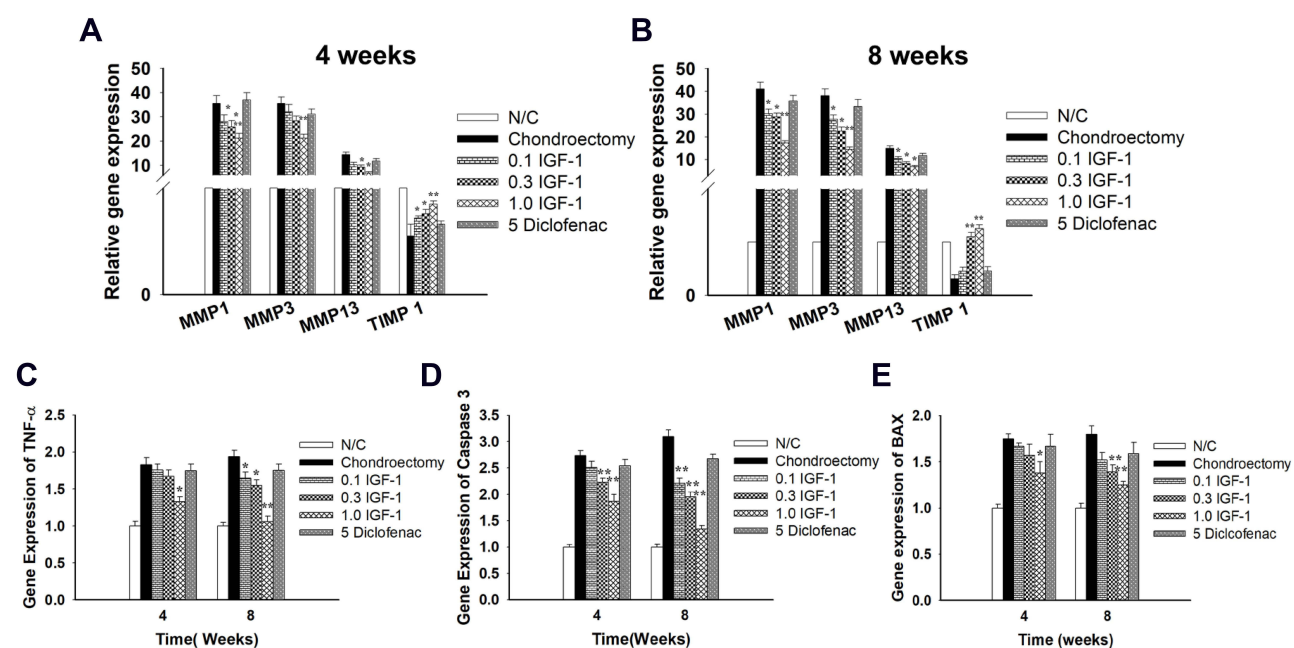 A
4 weeks
Relative gene expression
50
40
30
20
10
0
* * ** ** * * * * **
MMP1 MMP3 MMP13 TIMP 1
N/C
Chondroectomy
0.1 IGF-1
0.3 IGF-1
1.0 IGF-1
5 Diclofenac
B
8 weeks
Relative gene expression
50
40
30
20
10
0
* * ** * * ** * * * ** **
MMP1 MMP3 MMP13 TIMP 1
N/C
Chondroectomy
0.1 IGF-1
0.3 IGF-1
1.0 IGF-1
5 Diclofenac
C
Gene Expression of TNF-α
2.5
2.0
1.5
1.0
0.5
0.0
* * * **
4 8
Time( Weeks)
N/C
Chondroectomy
0.1 IGF-1
0.3 IGF-1
1.0 IGF-1
5 Diclofenac
D
Gene Expression of Caspase 3
3.5
3.0
2.5
2.0
1.5
1.0
0.5
0.0
** ** ** ** **
4 8
Time(Weeks)
N/C
Chondroectomy
0.1 IGF-1
0.3 IGF-1
1.0 IGF-1
5 Diclofenac
E
Gene expression of BAX
2.0
1.5
1.0
0.5
0.0
* ** **
4 8
Time (weeks)
N/C
Chondroectomy
0.1 IGF-1
0.3 IGF-1
1.0 IGF-1
5 Diclcofenac